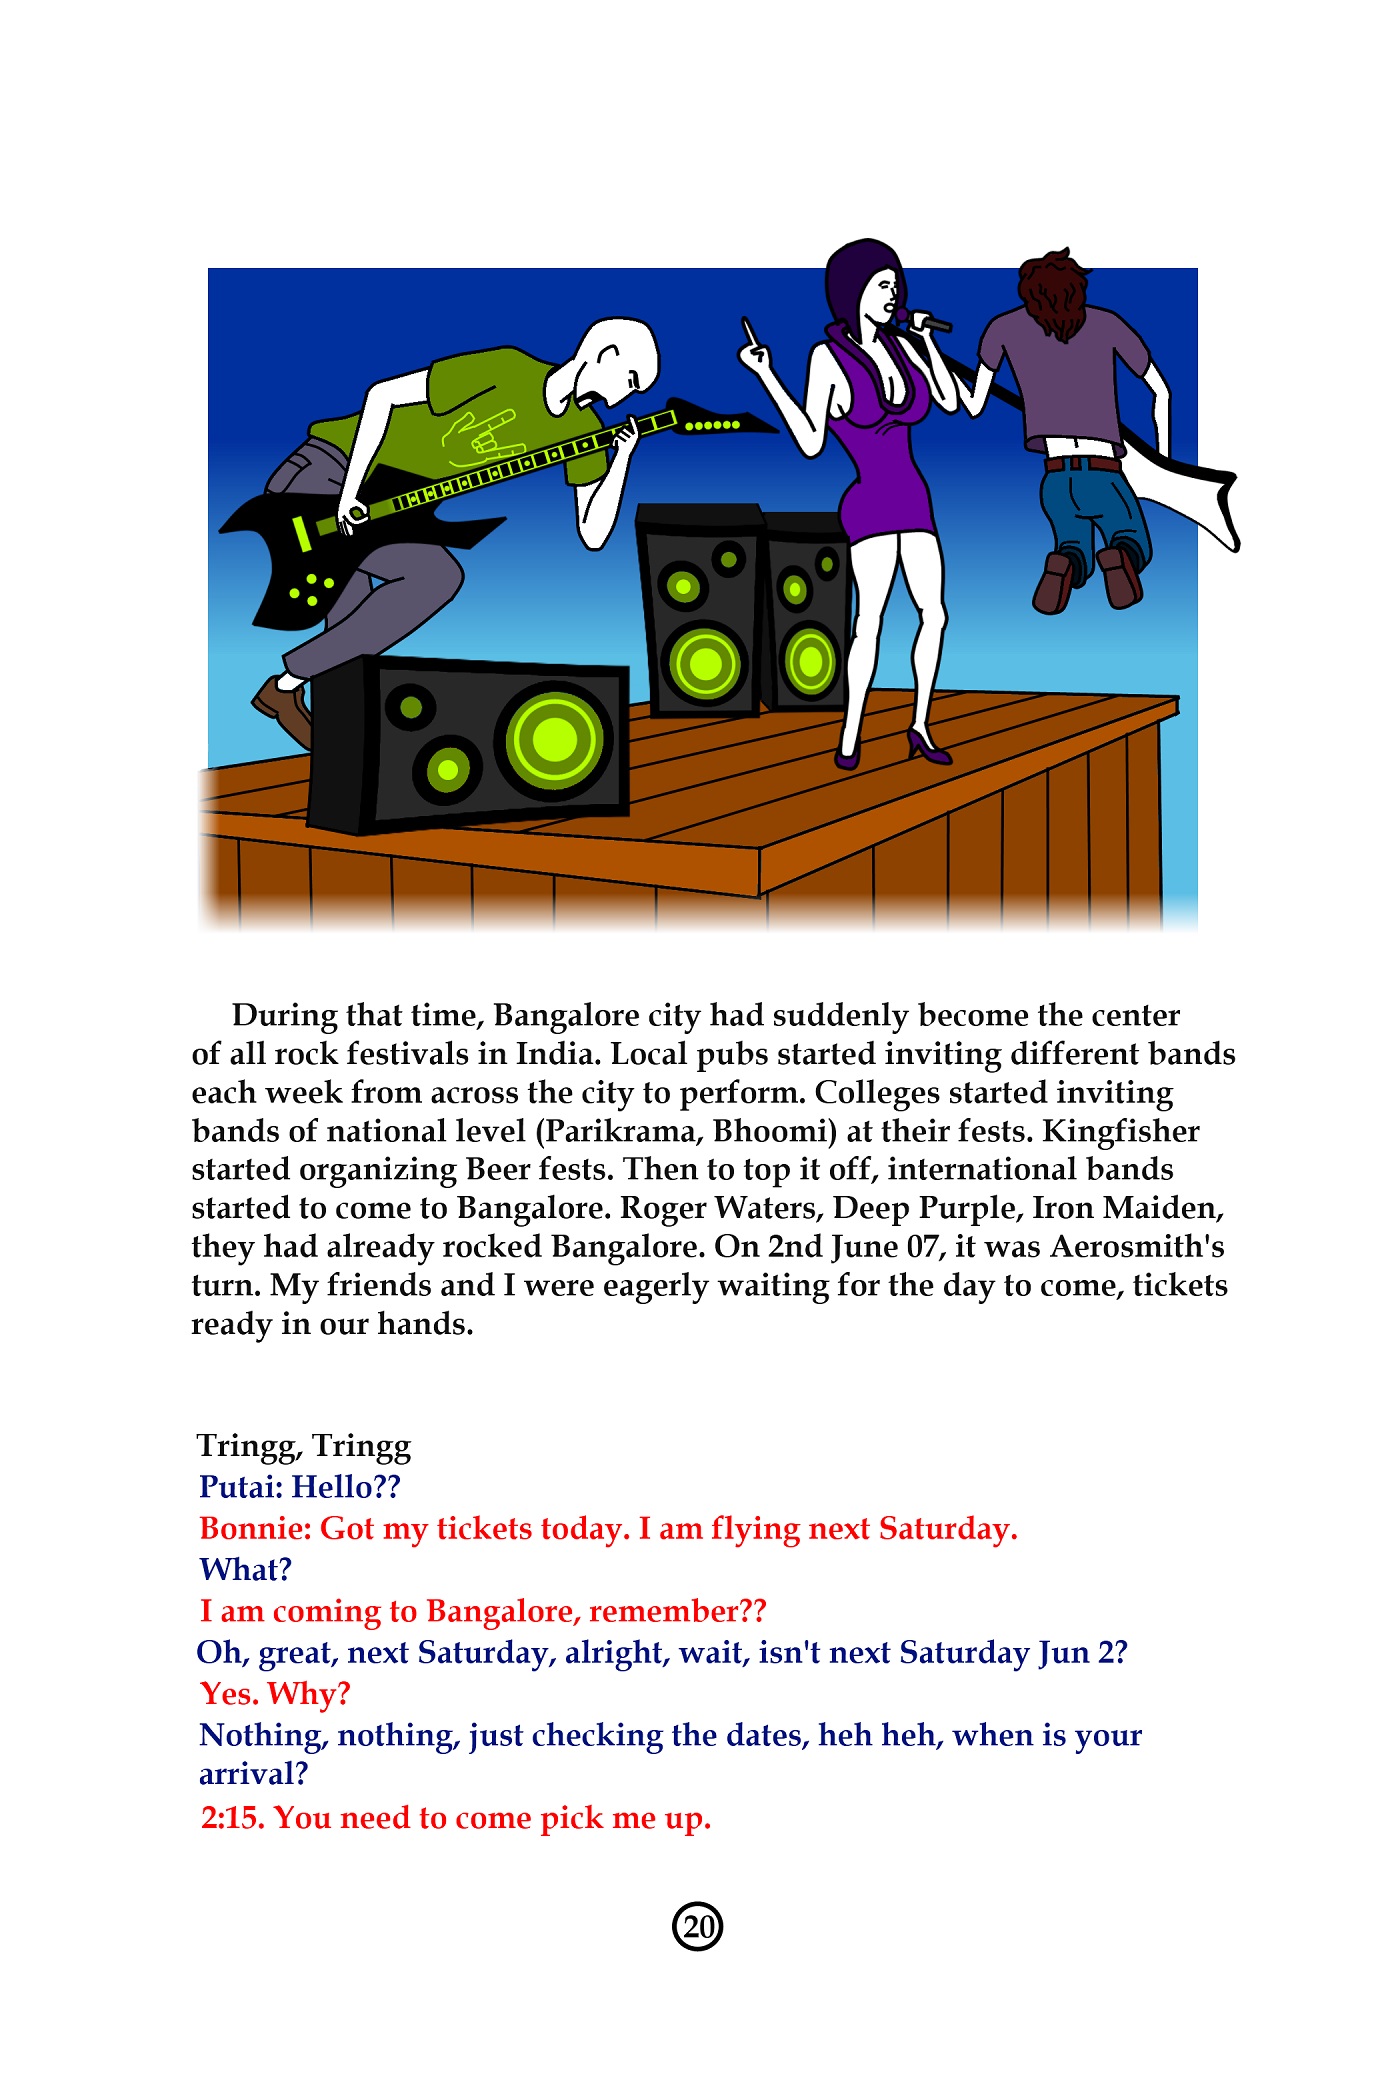 During that time, Bangalore city had suddenly become the center
of all rock festivals in India. Local pubs started inviting different bands
each week from across the city to perform. Colleges started inviting
bands of national level (Parikrama, Bhoomi) at their fests. Kingfisher
started organizing Beer fests. Then to top it off, international bands
started to come to Bangalore. Roger Waters, Deep Purple, Iron Maiden,
they had already rocked Bangalore. On 2nd June 07, it was Aerosmith's
turn. My friends and I were eagerly waiting for the day to come, tickets
ready in our hands.
Tringg, Tringg
Putai: Hello??
Bonnie: Got my tickets today. I am flying next Saturday.
What?
I am coming to Bangalore, remember??
Oh, great, next Saturday, alright, wait, isn't next Saturday Jun 2?
Yes. Why?
Nothing, nothing, just checking the dates, heh heh, when is your
arrival?
2:15. You need to come pick me up.
20